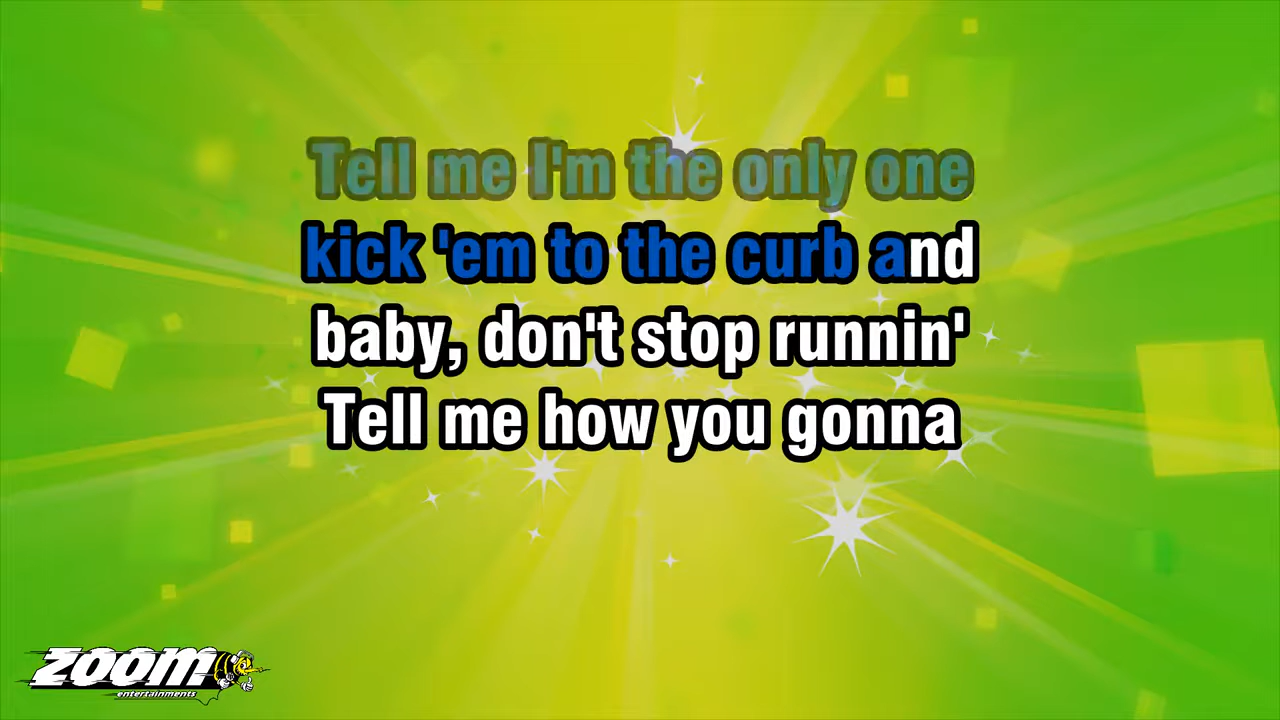 Tell me I'm the only one
kick 'em to the curb and
baby, don't stop runnin'
Tell me how you gonna
zoom
entertainments